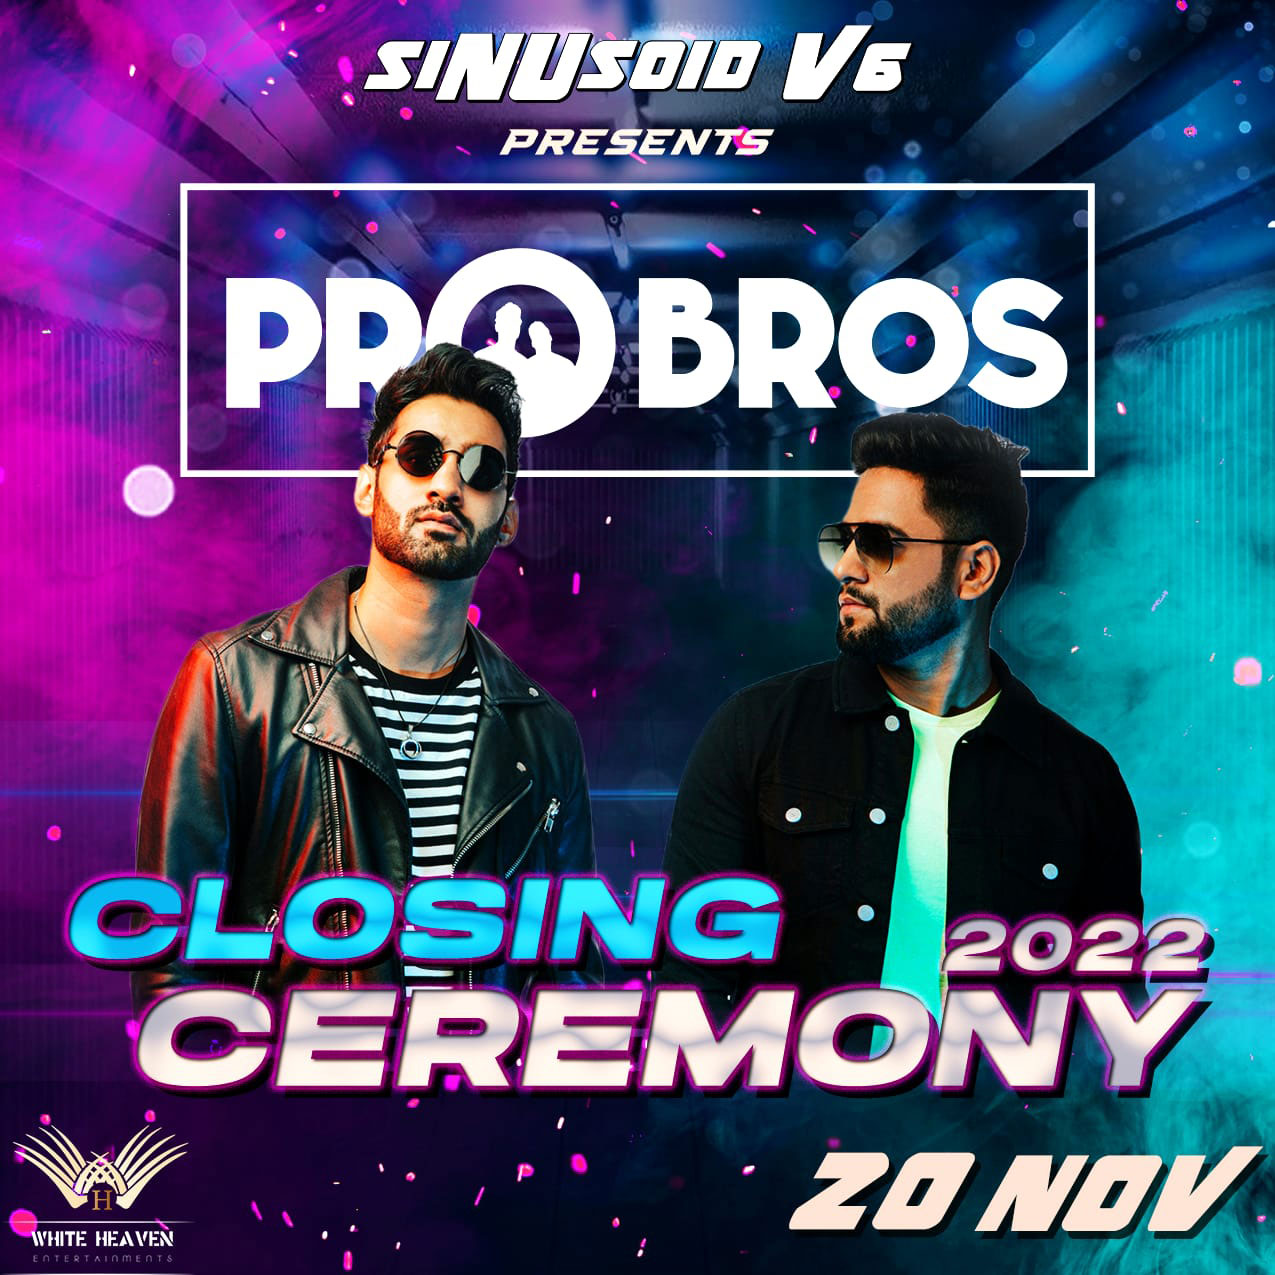 siNUsoid V6
PRESENTS
PROBROS
CLOSING
2022
CEREMONY
20 NOV
H
WHITE HEAVEN
ENTERTAINMENTS